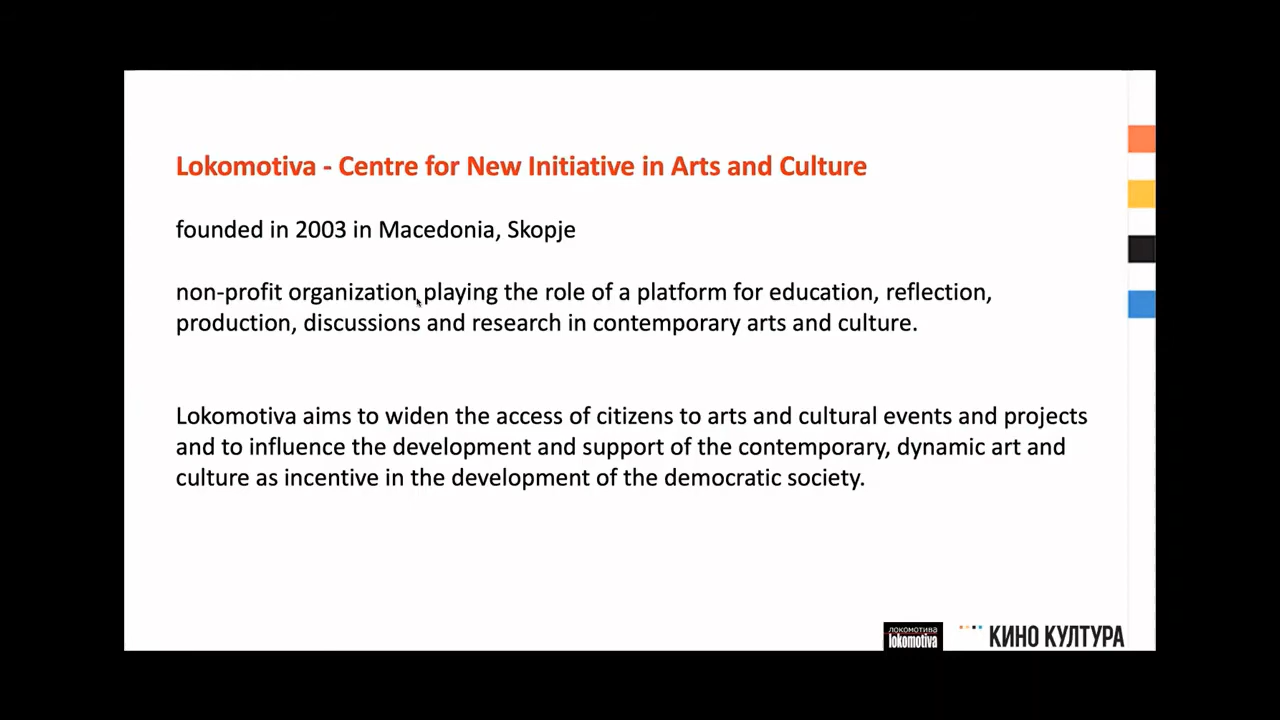 Lokomotiva - Centre for New Initiative in Arts and Culture
founded in 2003 in Macedonia, Skopje
non-profit organization playing the role of a platform for education, reflection,
production, discussions and research in contemporary arts and culture.
Lokomotiva aims to widen the access of citizens to arts and cultural events and projects
and to influence the development and support of the contemporary, dynamic art and
culture as incentive in the development of the democratic society.
ЛОКОМОТИВА
lokomotiva
КИНО КУЛТУРА